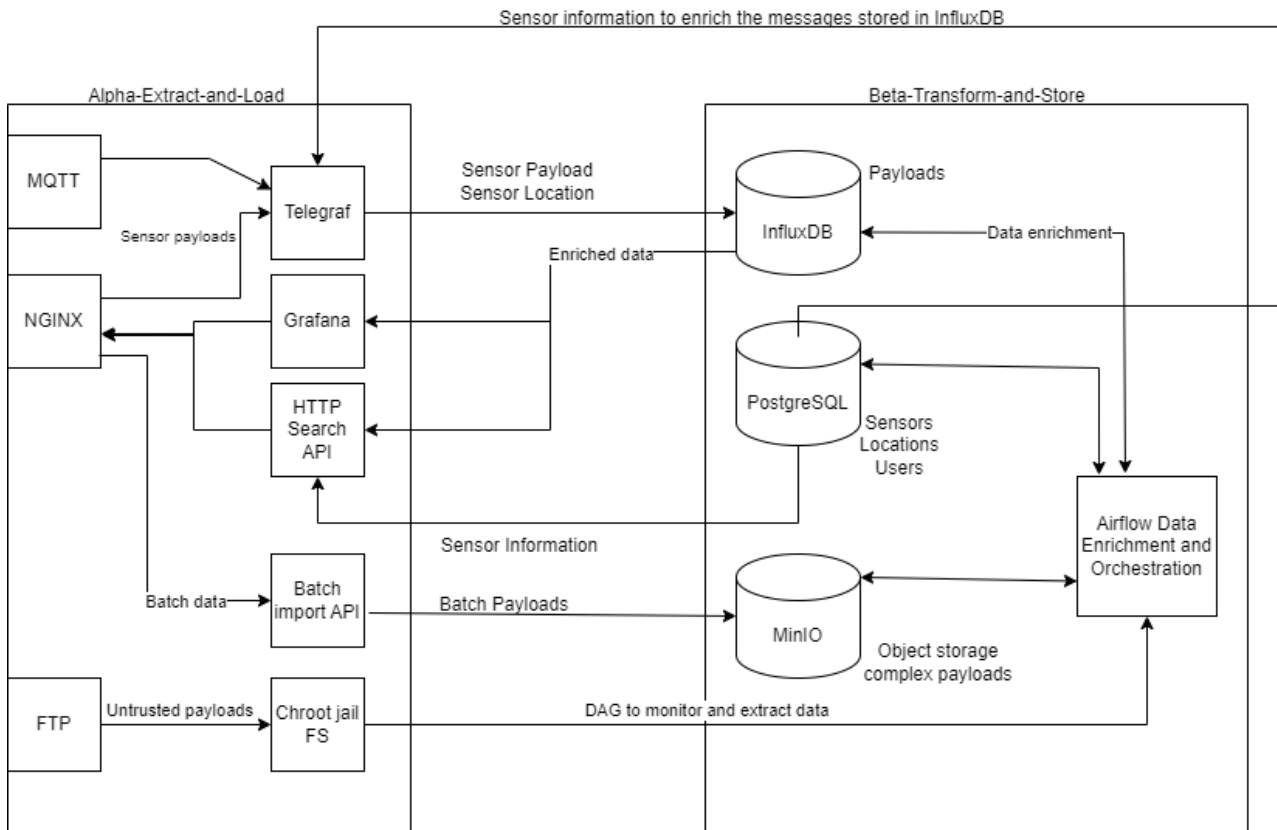 Sensor information to enrich the messages stored in InfluxDB
Alpha-Extract-and-Load
Beta-Transform-and-Store
MQTT
Telegraf
Sensor payloads
Sensor Payload
Sensor Location
InfluxDB
Payloads
Data enrichment
Enriched data
NGINX
Grafana
HTTP
Search
API
PostgreSQL
Sensors
Locations
Users
Sensor Information
Airflow Data
Enrichment and
Orchestration
Batch data
Batch
import API
Batch Payloads
MinIO
Object storage
complex payloads
FTP
Untrusted payloads
Chroot jail
FS
DAG to monitor and extract data